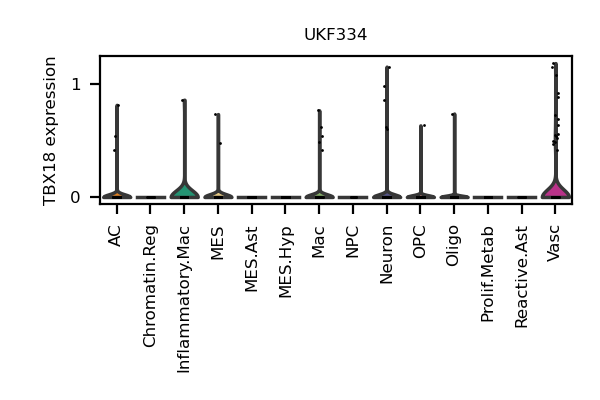 UKF334
TBX18 expression
1
0
AC
Chromatin.Reg
Inflammatory.Mac
MES
MES.Ast
MES.Hyp
Mac
NPC
Neuron
OPC
Oligo
Prolif.Metab
Reactive.Ast
Vasc